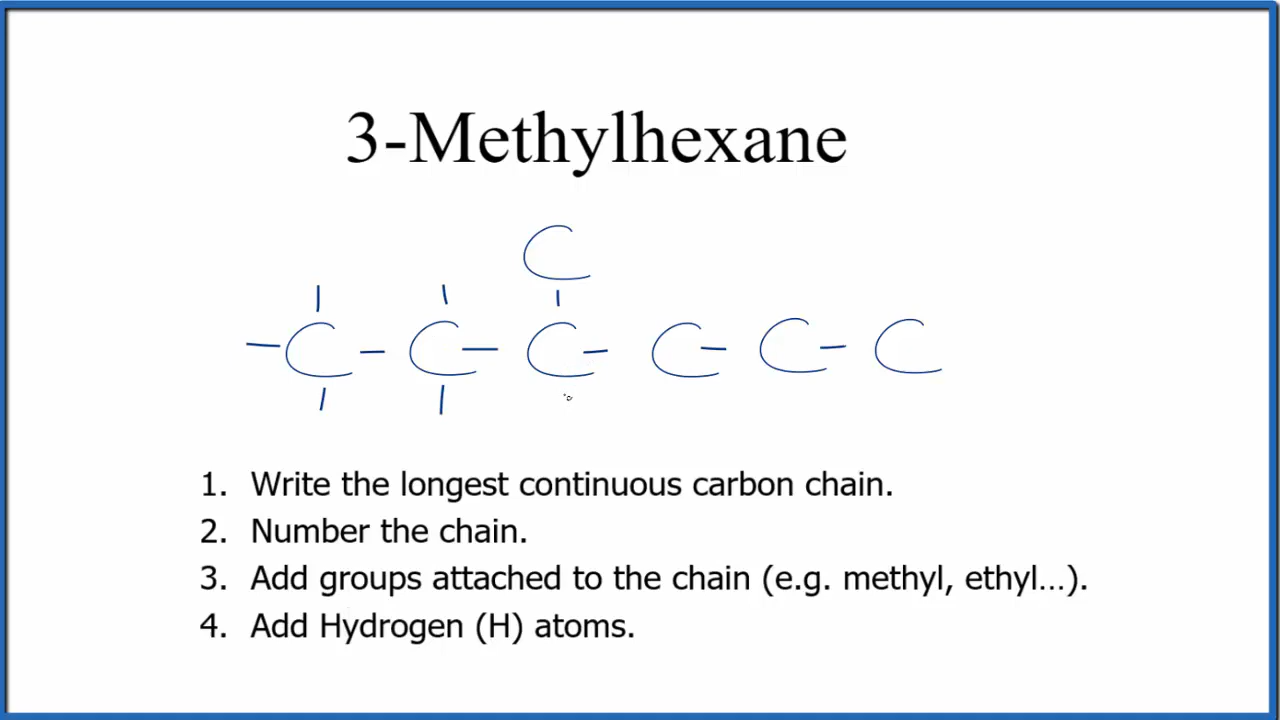 3-Methylhexane
C
C - C - C - C - C - C
1. Write the longest continuous carbon chain.
2. Number the chain.
3. Add groups attached to the chain (e.g. methyl, ethyl…).
4. Add Hydrogen (H) atoms.